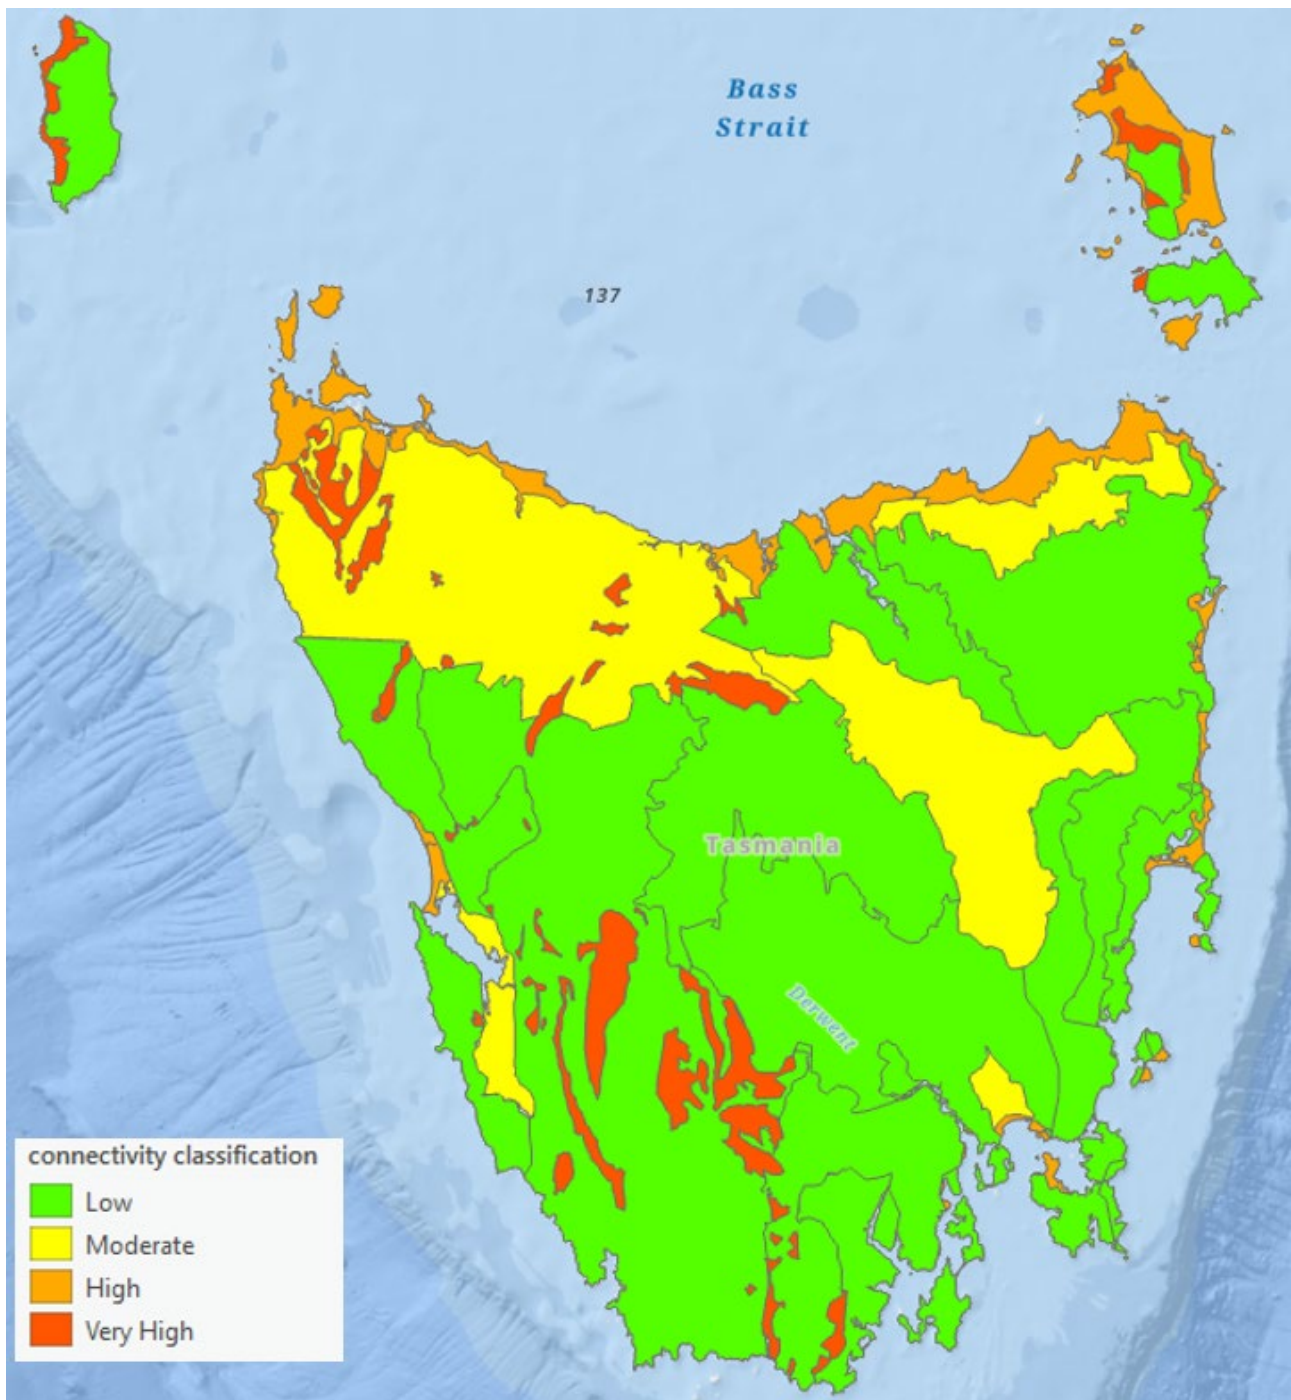 Bass
Strait
137
Tasmania
Derwent
connectivity classification
Low
Moderate
High
Very High